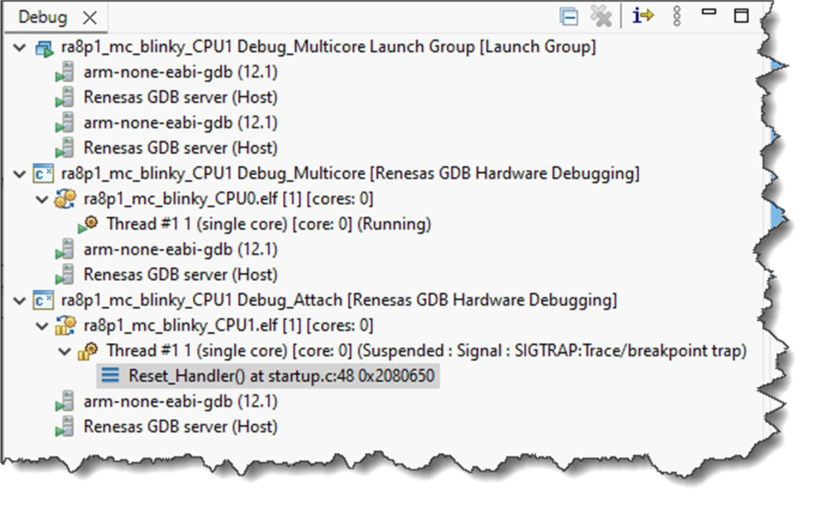 Debug
ra8p1_mc_blinky_CPU1 Debug_Multicore Launch Group [Launch Group]
arm-none-eabi-gdb (12.1)
Renesas GDB server (Host)
arm-none-eabi-gdb (12.1)
Renesas GDB server (Host)
ra8p1_mc_blinky_CPU1 Debug_Multicore [Renesas GDB Hardware Debugging]
ra8p1_mc_blinky_CPU0.elf [1] [cores: 0]
Thread #1 1 (single core) [core: 0] (Running)
arm-none-eabi-gdb (12.1)
Renesas GDB server (Host)
ra8p1_mc_blinky_CPU1 Debug_Attach [Renesas GDB Hardware Debugging]
ra8p1_mc_blinky_CPU1.elf [1] [cores: 0]
Thread #1 1 (single core) [core: 0] (Suspended : Signal : SIGTRAP:Trace/breakpoint trap)
Reset_Handler() at startup.c:48 0x2080650
arm-none-eabi-gdb (12.1)
Renesas GDB server (Host)